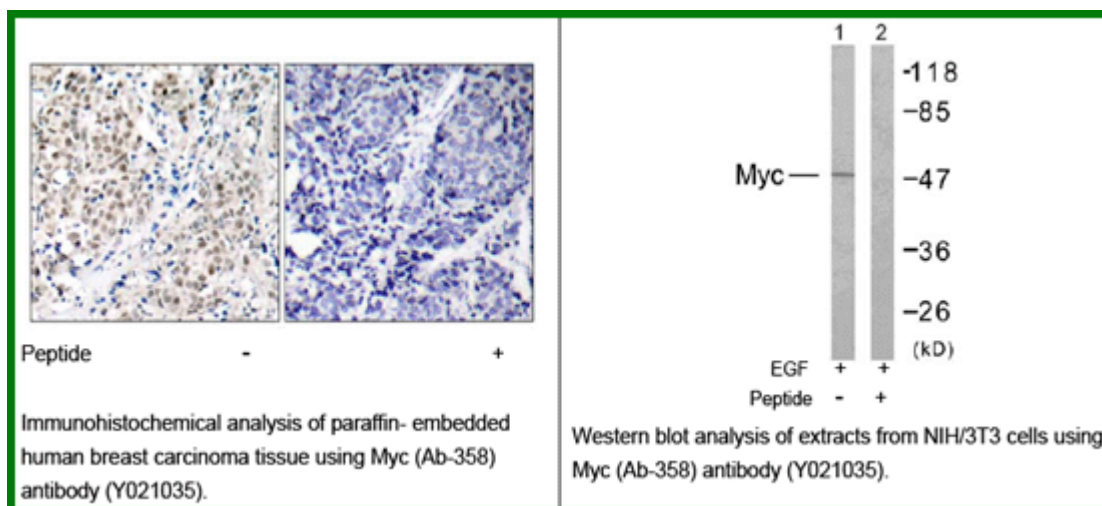 Peptide - +
Immunohistochemical analysis of paraffin- embedded
human breast carcinoma tissue using Myc (Ab-358)
antibody (Y021035).
1 2
-118
-85
Myc
-47
-36
-26
(kD)
EGF + +
Peptide - +
Western blot analysis of extracts from NIH/3T3 cells using
Myc (Ab-358) antibody (Y021035).